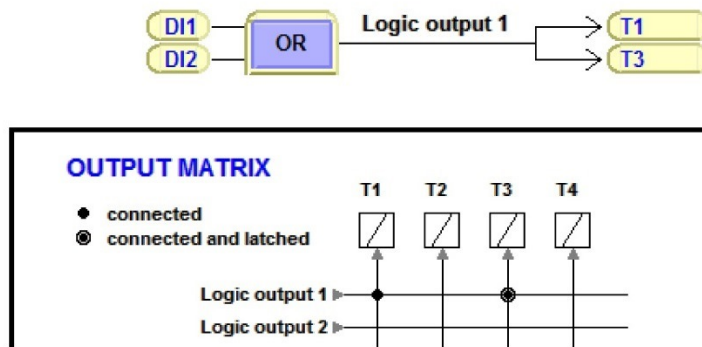 DI1
DI2
OR
Logic output 1
T1
T3
OUTPUT MATRIX
connected
connected and latched
T1 T2 T3 T4
Logic output 1
Logic output 2